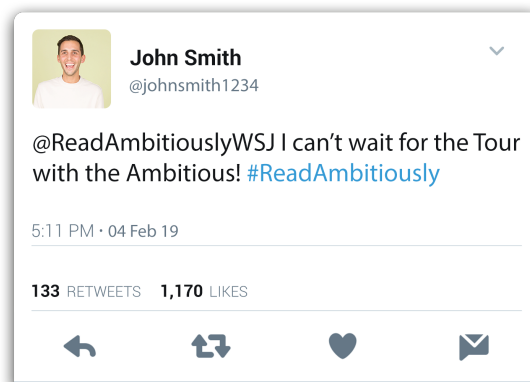 John Smith
@johnsmith1234
@ReadAmbitiouslyWSJ I can’t wait for the Tour
with the Ambitious! #ReadAmbitiously
5:11 PM · 04 Feb 19
133 RETWEETS 1,170 LIKES